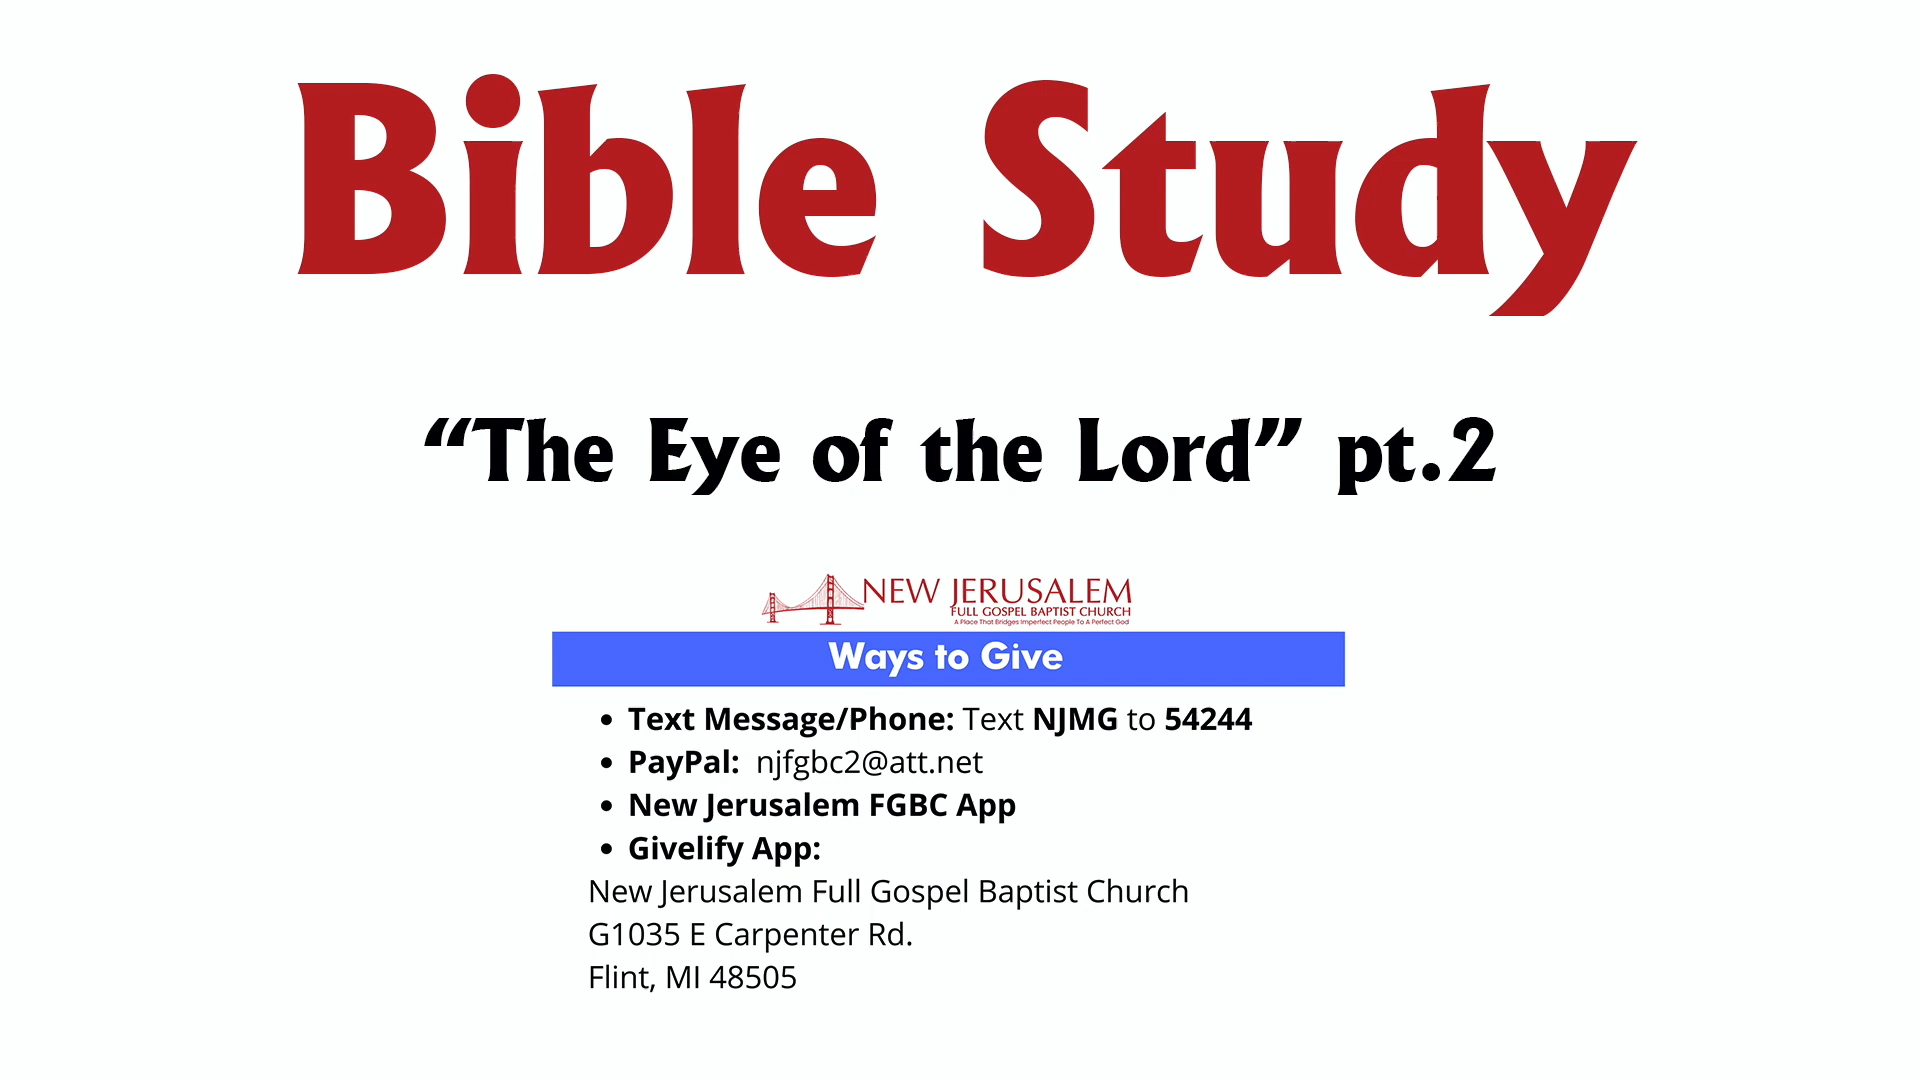 Bible Study
“The Eye of the Lord” pt.2
NEW JERUSALEM
FULL GOSPEL BAPTIST CHURCH
A Place That Bridges Imperfect People To A Perfect God
Ways to Give
• Text Message/Phone: Text NJMG to 54244
• PayPal: njfgbc2@att.net
• New Jerusalem FGBC App
• Givelify App:
New Jerusalem Full Gospel Baptist Church
G1035 E Carpenter Rd.
Flint, MI 48505